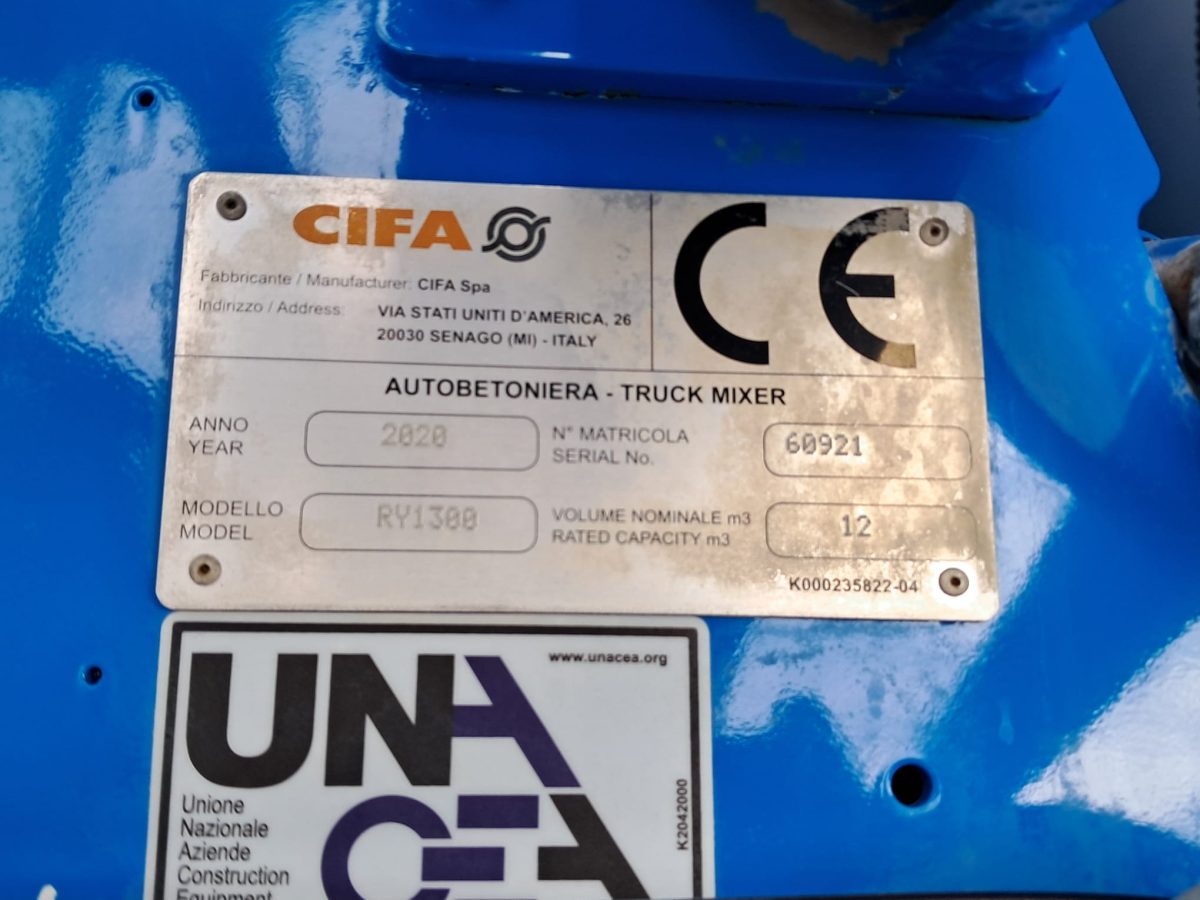 CIFA
CE
Fabbricante / Manufacturer: CIFA Spa
Indirizzo / Address: VIA STATI UNITI D'AMERICA, 26
20030 SENAGO (MI) - ITALY
AUTOBETONIERA - TRUCK MIXER
ANNO
YEAR
2020
N° MATRICOLA
SERIAL No.
60921
MODELLO
MODEL
RY1300
VOLUME NOMINALE m3
RATED CAPACITY m3
12
K000235822-04
www.unacea.org
UNA
CEA
Unione
Nazionale
Aziende
Construction
Equipment
K2042000